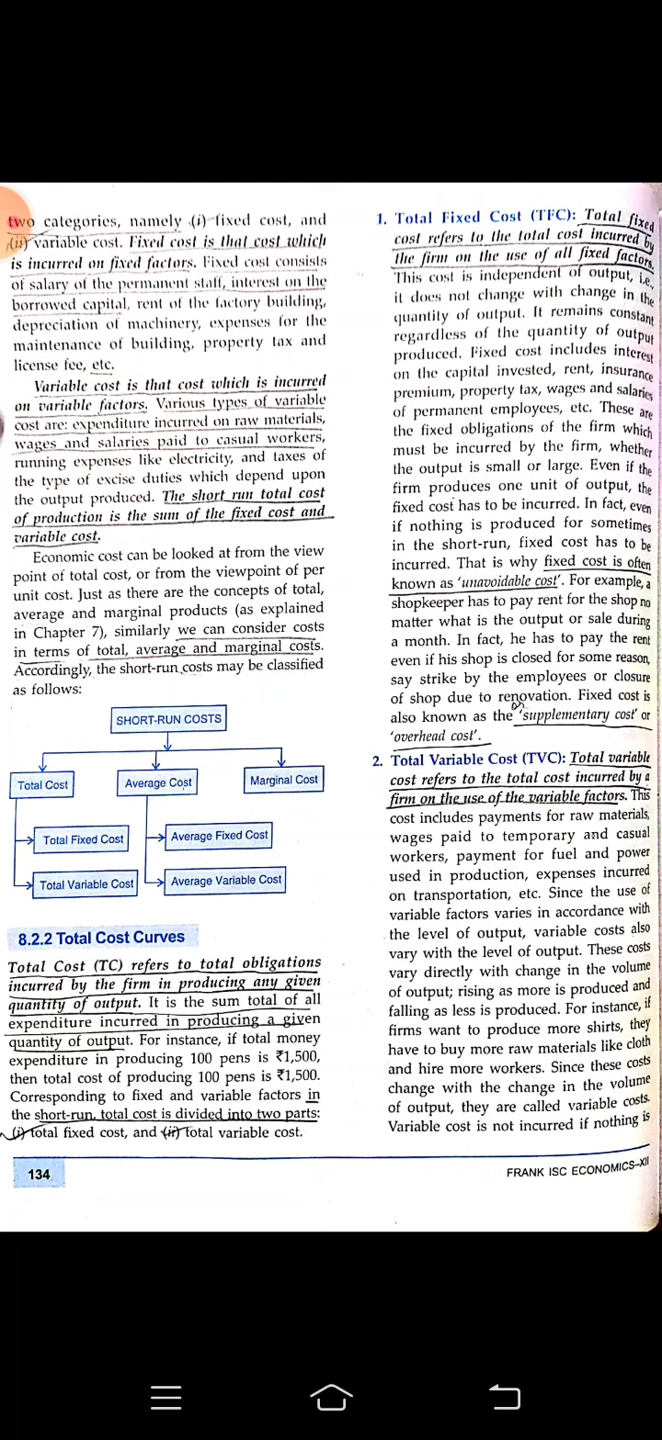 two categories, namely (i) fixed cost, and
(ii) variable cost. Fixed cost is that cost which
is incurred on fixed factors. Fixed cost consists
of salary of the permanent staff, interest on the
borrowed capital, rent of the factory building,
depreciation of machinery, expenses for the
maintenance of building, property tax and
license fee, etc.
Variable cost is that cost which is incurred
on variable factors. Various types of variable
cost are: expenditure incurred on raw materials,
wages and salaries paid to casual workers,
running expenses like electricity, and taxes of
the type of excise duties which depend upon
the output produced. The short run total cost
of production is the sum of the fixed cost and
variable cost.
Economic cost can be looked at from the view
point of total cost, or from the viewpoint of per
unit cost. Just as there are the concepts of total,
average and marginal products (as explained
in Chapter 7), similarly we can consider costs
in terms of total, average and marginal costs.
Accordingly, the short-run costs may be classified
as follows:
SHORT-RUN COSTS
Total Cost
Average Cost
Marginal Cost
Total Fixed Cost
Average Fixed Cost
Total Variable Cost
Average Variable Cost
8.2.2 Total Cost Curves
Total Cost (TC) refers to total obligations
incurred by the firm in producing any given
quantity of output. It is the sum total of all
expenditure incurred in producing a given
quantity of output. For instance, if total money
expenditure in producing 100 pens is ₹1,500,
then total cost of producing 100 pens is ₹1,500.
Corresponding to fixed and variable factors in
the short-run, total cost is divided into two parts:
(i) total fixed cost, and (ii) total variable cost.
1. Total Fixed Cost (TFC): Total fixed
cost refers to the total cost incurred by
the firm on the use of all fixed factors.
This cost is independent of output, i.e.,
it does not change with change in the
quantity of output. It remains constant
regardless of the quantity of output
produced. Fixed cost includes interest
on the capital invested, rent, insurance
premium, property tax, wages and salaries
of permanent employees, etc. These are
the fixed obligations of the firm which
must be incurred by the firm, whether
the output is small or large. Even if the
firm produces one unit of output, the
fixed cost has to be incurred. In fact, even
if nothing is produced for sometimes
in the short-run, fixed cost has to be
incurred. That is why fixed cost is often
known as 'unavoidable cost'. For example, a
shopkeeper has to pay rent for the shop no
matter what is the output or sale during
a month. In fact, he has to pay the rent
even if his shop is closed for some reason,
say strike by the employees or closure
of shop due to renovation. Fixed cost is
also known as the 'supplementary cost' or
'overhead cost'.
2. Total Variable Cost (TVC): Total variable
cost refers to the total cost incurred by a
firm on the use of the variable factors. This
cost includes payments for raw materials,
wages paid to temporary and casual
workers, payment for fuel and power
used in production, expenses incurred
on transportation, etc. Since the use of
variable factors varies in accordance with
the level of output, variable costs also
vary with the level of output. These costs
vary directly with change in the volume
of output; rising as more is produced and
falling as less is produced. For instance, if
firms want to produce more shirts, they
have to buy more raw materials like cloth
and hire more workers. Since these costs
change with the change in the volume
of output, they are called variable costs.
Variable cost is not incurred if nothing is
134
FRANK ISC ECONOMICS–XII